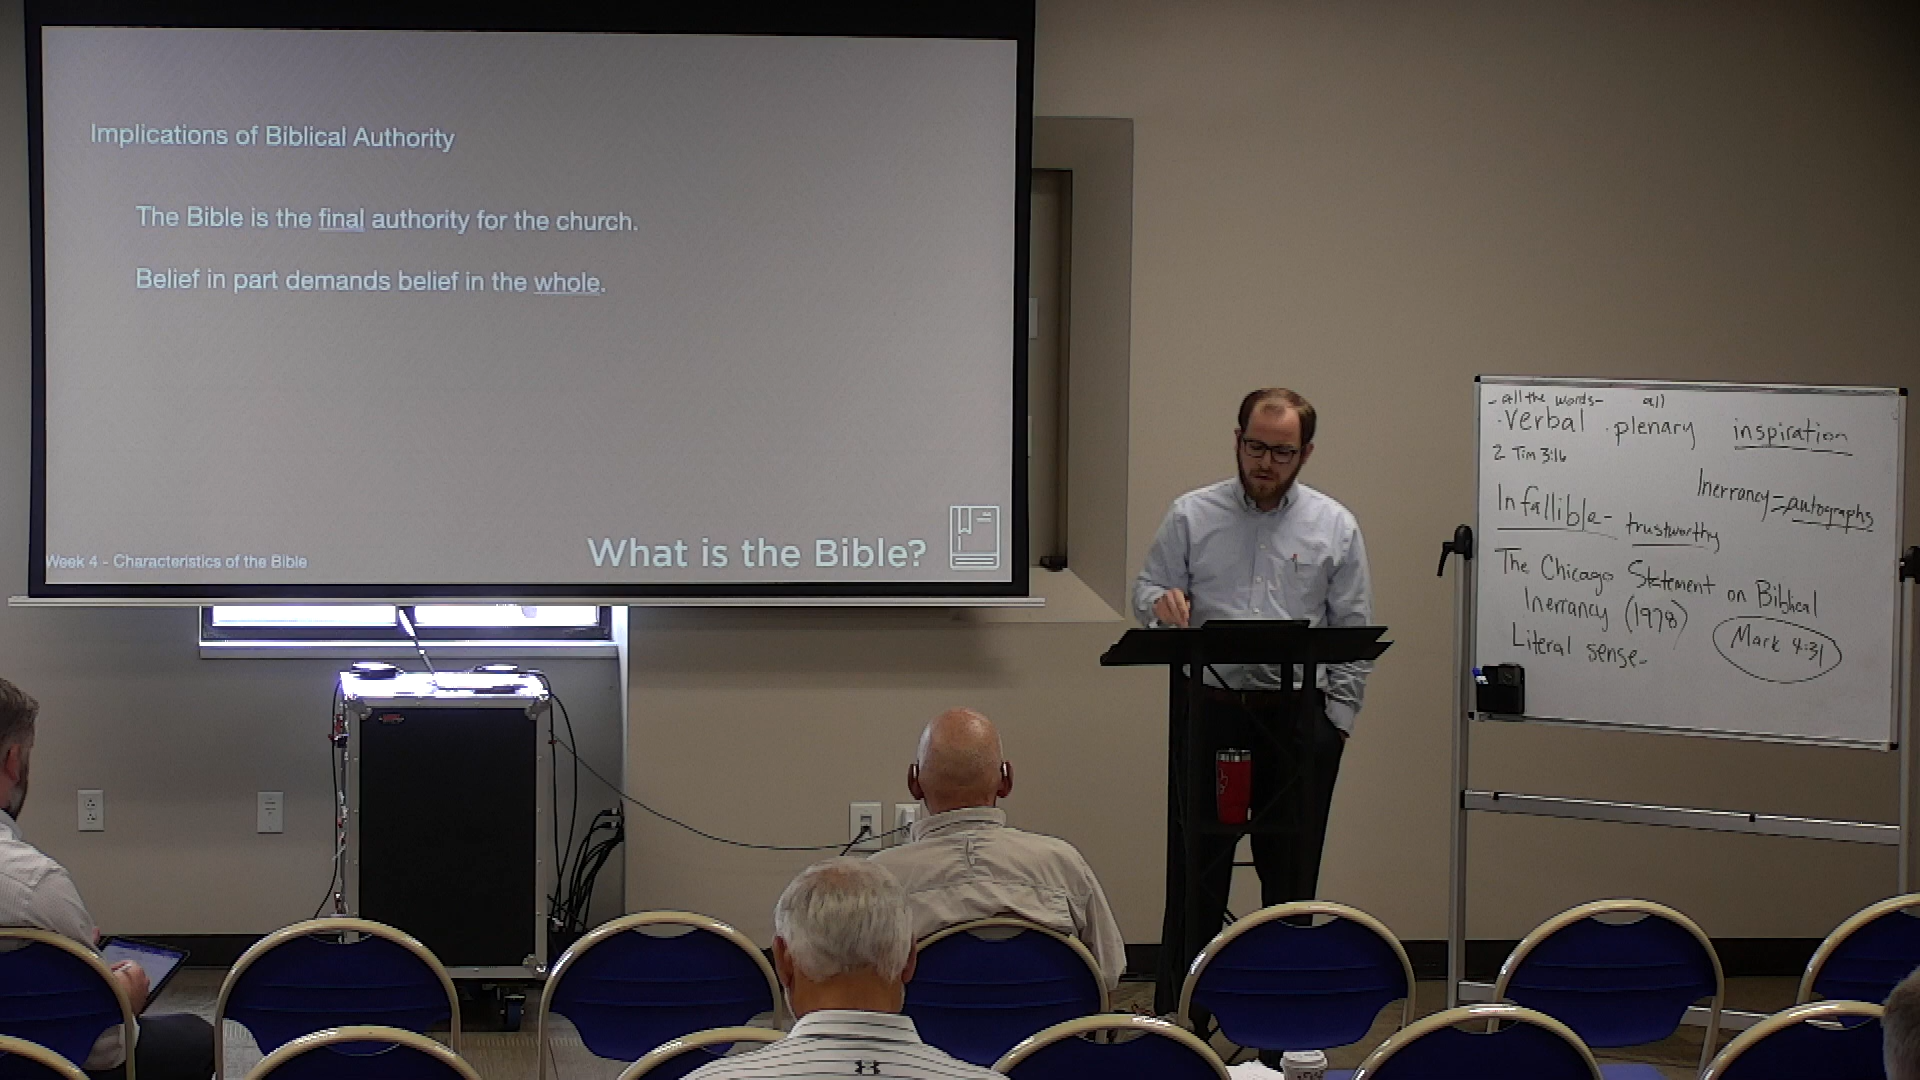 Implications of Biblical Authority
The Bible is the final authority for the church.
Belief in part demands belief in the whole.
Week 4 - Characteristics of the Bible
What is the Bible?
- all the words- all
· Verbal · plenary inspiration
2 Tim 3:16
Inerrancy = autographs
Infallible - trustworthy
The Chicago Statement on Biblical
Inerrancy (1978)
Literal sense-
Mark 4:31